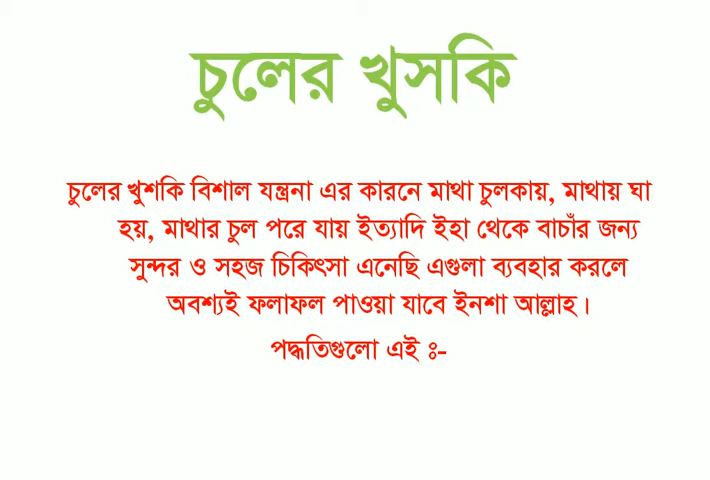 চুলের খুসকি
চুলের খুশকি বিশাল যন্ত্রনা এর কারনে মাথা চুলকায়, মাথায় ঘা
হয়, মাথার চুল পরে যায় ইত্যাদি ইহা থেকে বাচাঁর জন্য
সুন্দর ও সহজ চিকিৎসা এনেছি এগুলা ব্যবহার করলে
অবশ্যই ফলাফল পাওয়া যাবে ইনশা আল্লাহ।
পদ্ধতিগুলো এই ঃ-